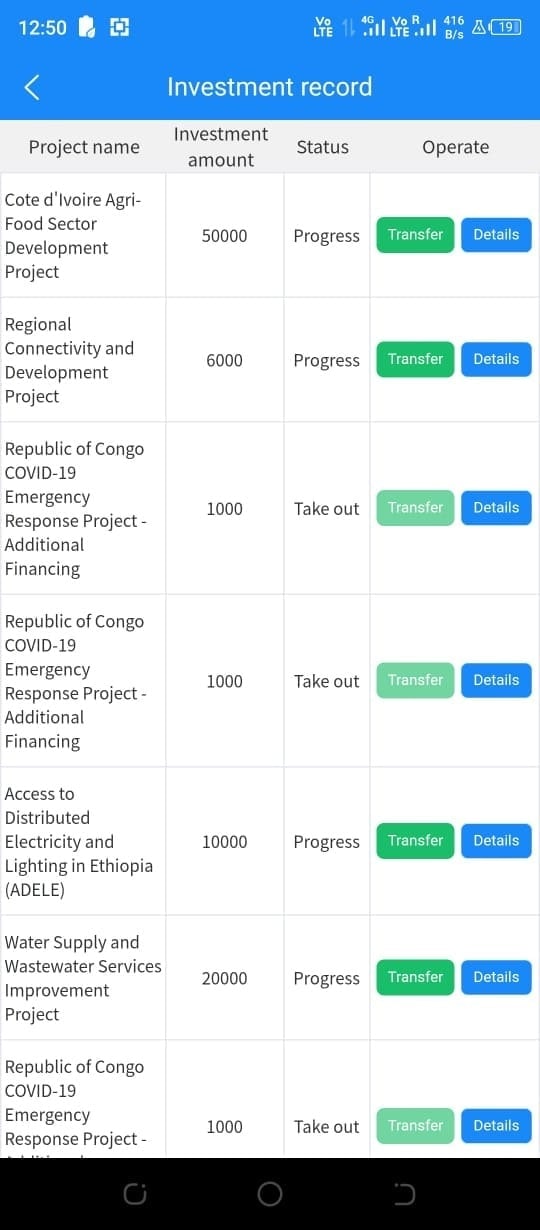 12:50 Vo LTE 4G Vo R LTE 416 B/s 19
Investment record
Project name Investment amount Status Operate
Cote d'Ivoire Agri-
Food Sector
Development
Project
50000 Progress Transfer Details
Regional
Connectivity and
Development
Project
6000 Progress Transfer Details
Republic of Congo
COVID-19
Emergency
Response Project -
Additional
Financing
1000 Take out Transfer Details
Republic of Congo
COVID-19
Emergency
Response Project -
Additional
Financing
1000 Take out Transfer Details
Access to
Distributed
Electricity and
Lighting in Ethiopia
(ADELE)
10000 Progress Transfer Details
Water Supply and
Wastewater Services
Improvement
Project
20000 Progress Transfer Details
Republic of Congo
COVID-19
Emergency
Response Project -
1000 Take out Transfer Details